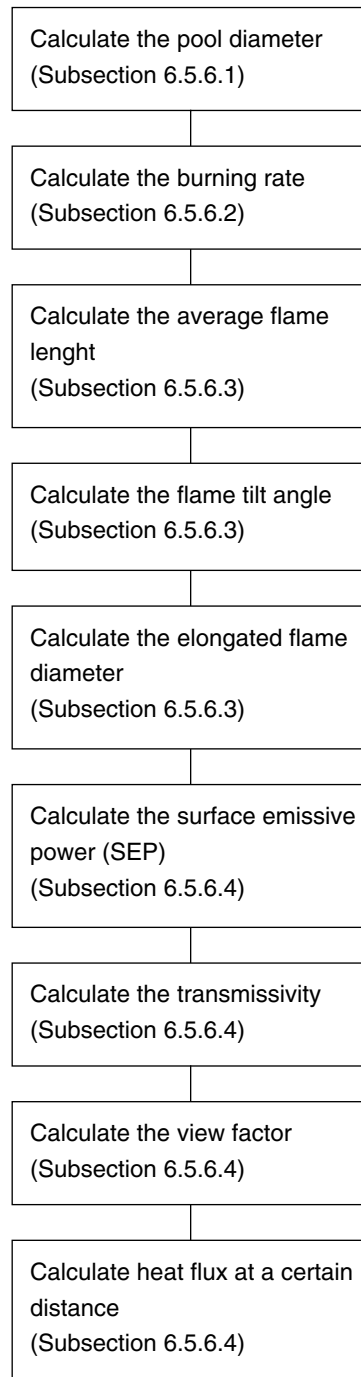 Calculate the pool diameter
(Subsection 6.5.6.1)
Calculate the burning rate
(Subsection 6.5.6.2)
Calculate the average flame
lenght
(Subsection 6.5.6.3)
Calculate the flame tilt angle
(Subsection 6.5.6.3)
Calculate the elongated flame
diameter
(Subsection 6.5.6.3)
Calculate the surface emissive
power (SEP)
(Subsection 6.5.6.4)
Calculate the transmissivity
(Subsection 6.5.6.4)
Calculate the view factor
(Subsection 6.5.6.4)
Calculate heat flux at a certain
distance
(Subsection 6.5.6.4)